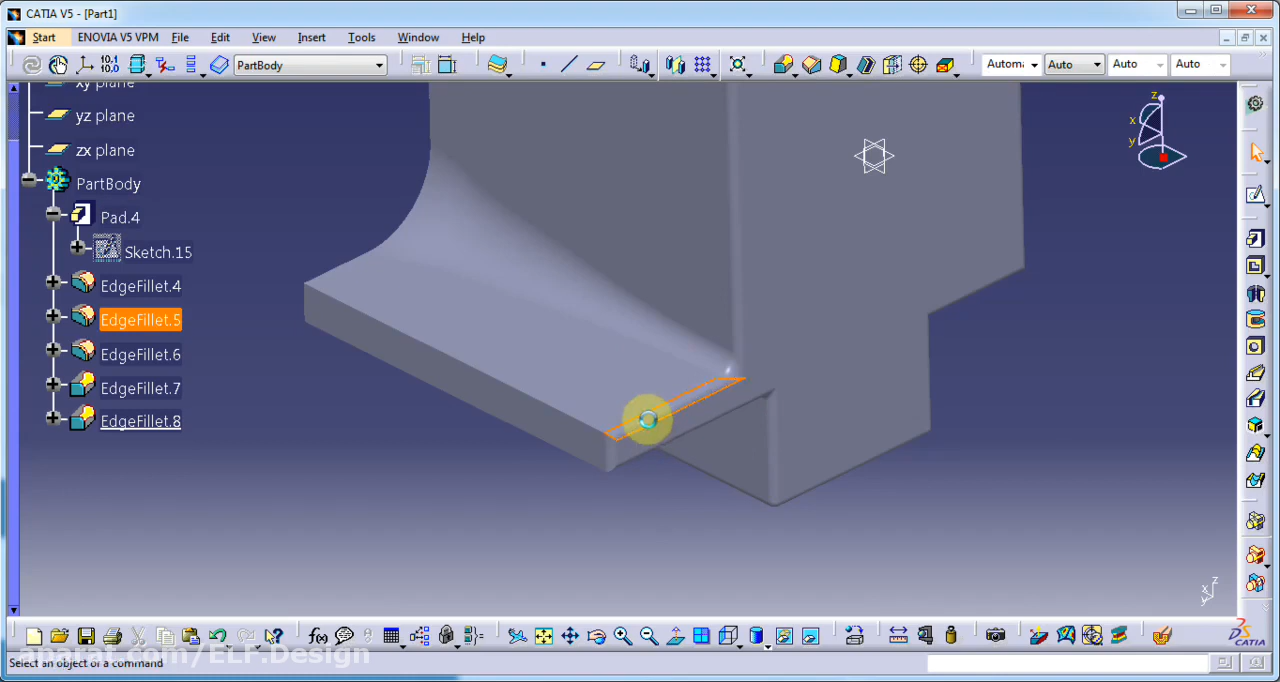 CATIA V5 - [Part1]
Start ENOVIA V5 VPM File Edit View Insert Tools Window Help
PartBody Automa Auto Auto Auto
xy plane
yz plane
zx plane
PartBody
Pad.4
Sketch.15
EdgeFillet.4
EdgeFillet.5
EdgeFillet.6
EdgeFillet.7
EdgeFillet.8
z
x
y
z
x
y
anarat.com/ELF.Design
Select an object or a command